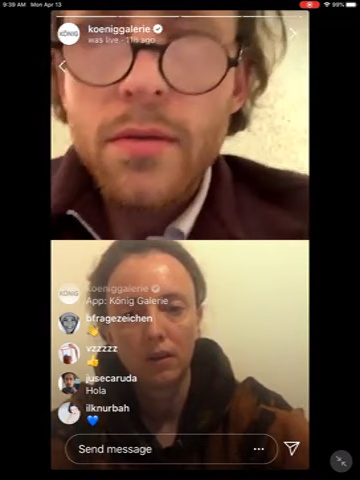 9:39 AM Mon Apr 13
99%
KÖNIG
koeniggalerie
was live · 11h ago
KÖNIG
koeniggalerie
App: König Galerie
bfragezeichen
vzzzzz
jusecaruda
Hola
ilknurbah
Send message